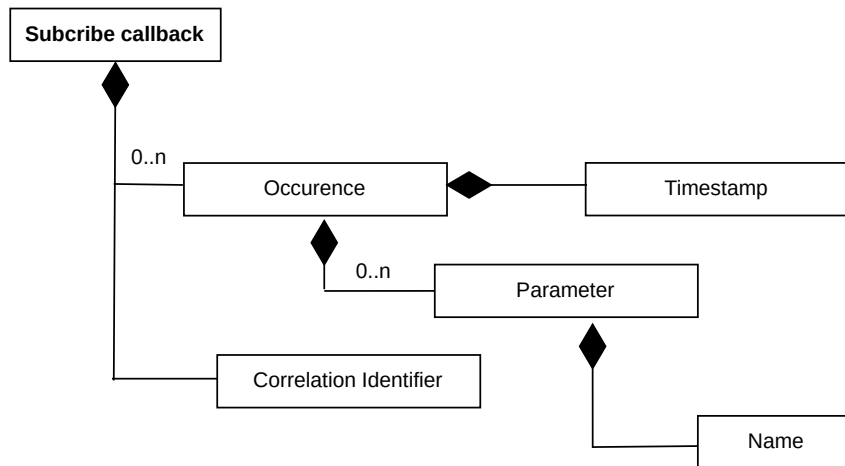 Subcribe callback
0..n
Occurence
Timestamp
0..n
Parameter
Correlation Identifier
Name